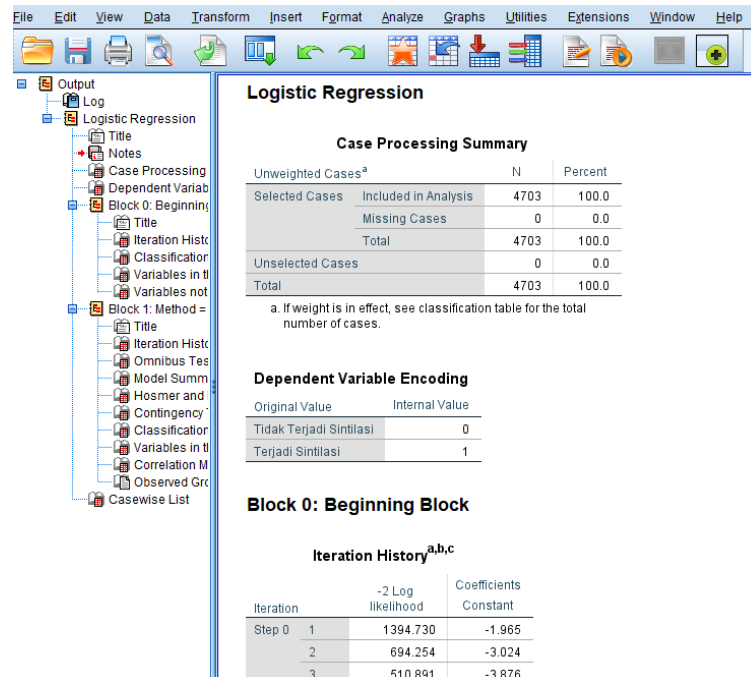 File Edit View Data Transform Insert Format Analyze Graphs Utilities Extensions Window Help
Output
Log
Logistic Regression
Title
Notes
Case Processing
Dependent Variab
Block 0: Beginning
Title
Iteration Histo
Classification
Variables in th
Variables not
Block 1: Method =
Title
Iteration Histo
Omnibus Tes
Model Summ
Hosmer and
Contingency
Classification
Variables in th
Correlation M
Observed Gro
Casewise List
Logistic Regression
Case Processing Summary
Unweighted Casesa N Percent
Selected Cases Included in Analysis 4703 100.0
Missing Cases 0 0.0
Total 4703 100.0
Unselected Cases 0 0.0
Total 4703 100.0
a. If weight is in effect, see classification table for the total
number of cases.
Dependent Variable Encoding
Original Value Internal Value
Tidak Terjadi Sintilasi 0
Terjadi Sintilasi 1
Block 0: Beginning Block
Iteration Historya,b,c
Iteration -2 Log likelihood Coefficients Constant
Step 0 1 1394.730 -1.965
2 694.254 -3.024
3 510.891 -3.876